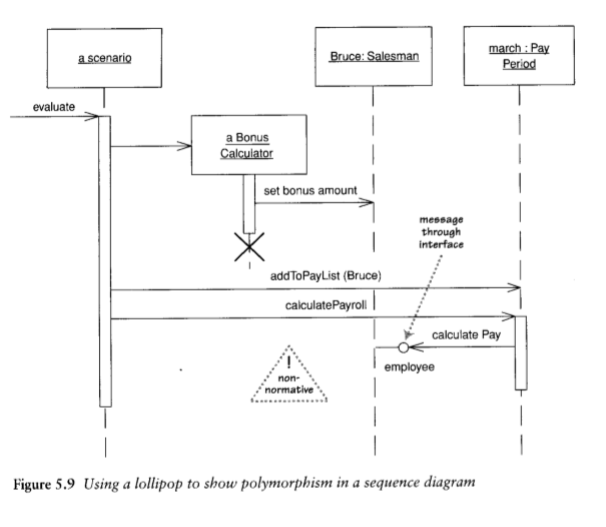 a scenario
Bruce: Salesman
march : Pay
Period
evaluate
a Bonus
Calculator
set bonus amount
message
through
interface
addToPayList (Bruce)
calculatePayroll
calculate Pay
employee
!
non-
normative
Figure 5.9 Using a lollipop to show polymorphism in a sequence diagram